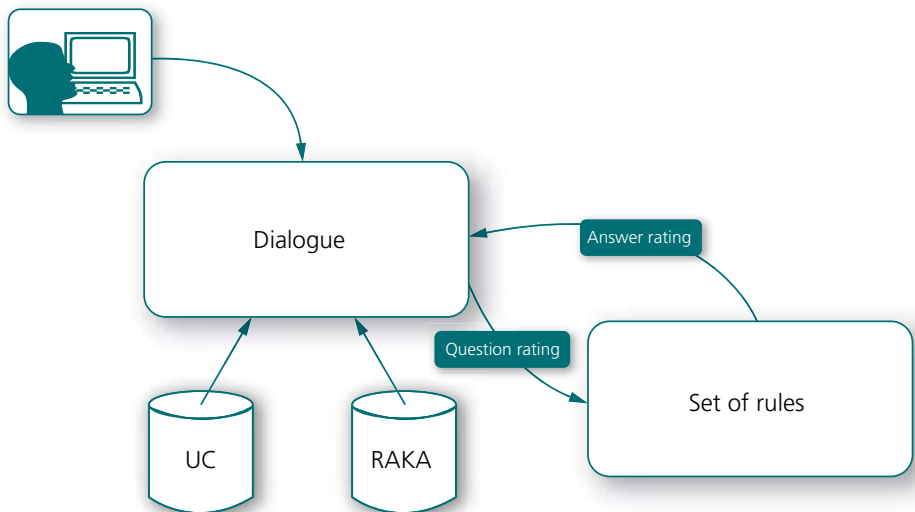 Dialogue
Answer rating
Question rating
Set of rules
UC
RAKA